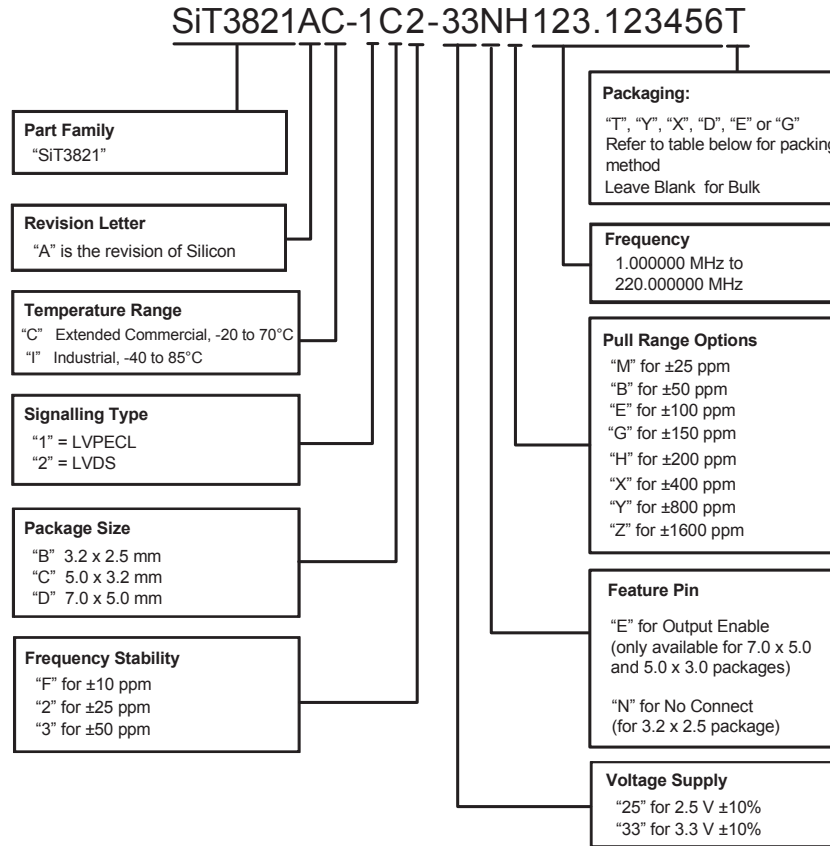 SiT3821AC-1C2-33NH123.123456T
Part Family
“SiT3821”
Revision Letter
“A” is the revision of Silicon
Temperature Range
“C” Extended Commercial, -20 to 70°C
“I” Industrial, -40 to 85°C
Signalling Type
“1” = LVPECL
“2” = LVDS
Package Size
“B” 3.2 x 2.5 mm
“C” 5.0 x 3.2 mm
“D” 7.0 x 5.0 mm
Frequency Stability
“F” for ±10 ppm
“2” for ±25 ppm
“3” for ±50 ppm
Packaging:
“T”, “Y”, “X”, “D”, “E” or “G”
Refer to table below for packing
method
Leave Blank for Bulk
Frequency
1.000000 MHz to
220.000000 MHz
Pull Range Options
“M” for ±25 ppm
“B” for ±50 ppm
“E” for ±100 ppm
“G” for ±150 ppm
“H” for ±200 ppm
“X” for ±400 ppm
“Y” for ±800 ppm
“Z” for ±1600 ppm
Feature Pin
“E” for Output Enable
(only available for 7.0 x 5.0
and 5.0 x 3.0 packages)
“N” for No Connect
(for 3.2 x 2.5 package)
Voltage Supply
“25” for 2.5 V ±10%
“33” for 3.3 V ±10%